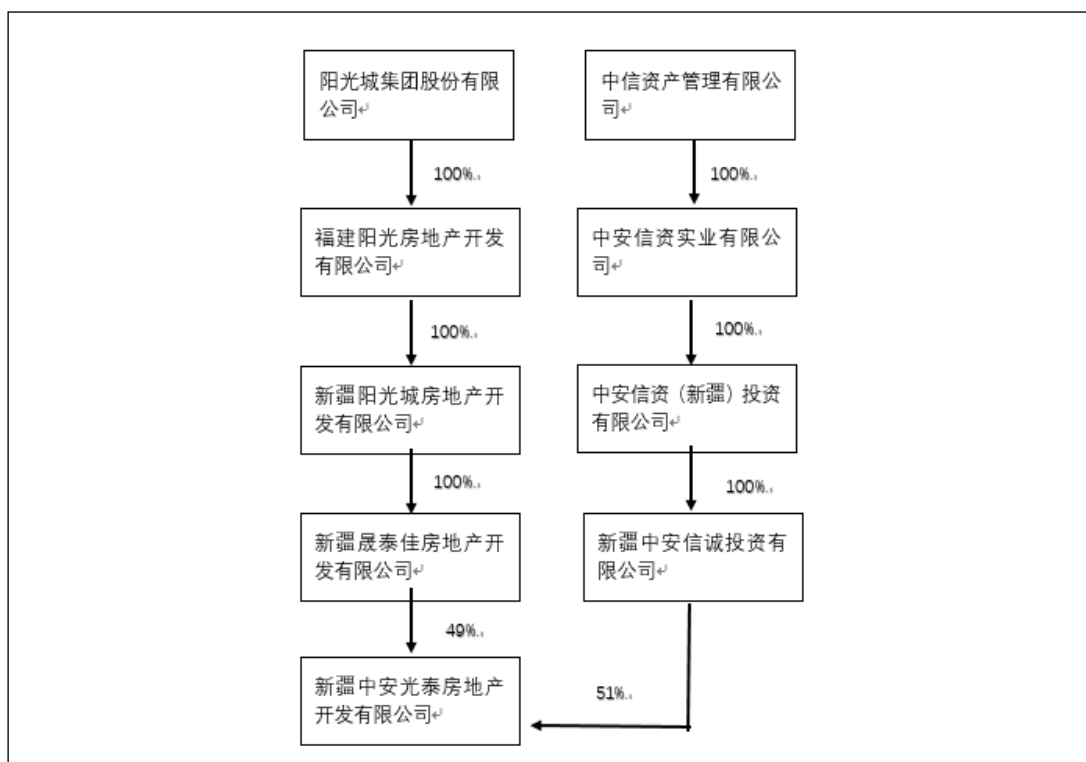 阳光城集团股份有限
公司↵
中信资产管理有限公
司↵
100%
100%
福建阳光房地产开发
有限公司↵
中安信资实业有限公
司↵
100%
100%
新疆阳光城房地产开
发有限公司↵
中安信资（新疆）投资
有限公司↵
100%
100%
新疆晟泰佳房地产开
发有限公司↵
新疆中安信诚投资有
限公司↵
49%
51%
新疆中安光泰房地产
开发有限公司↵